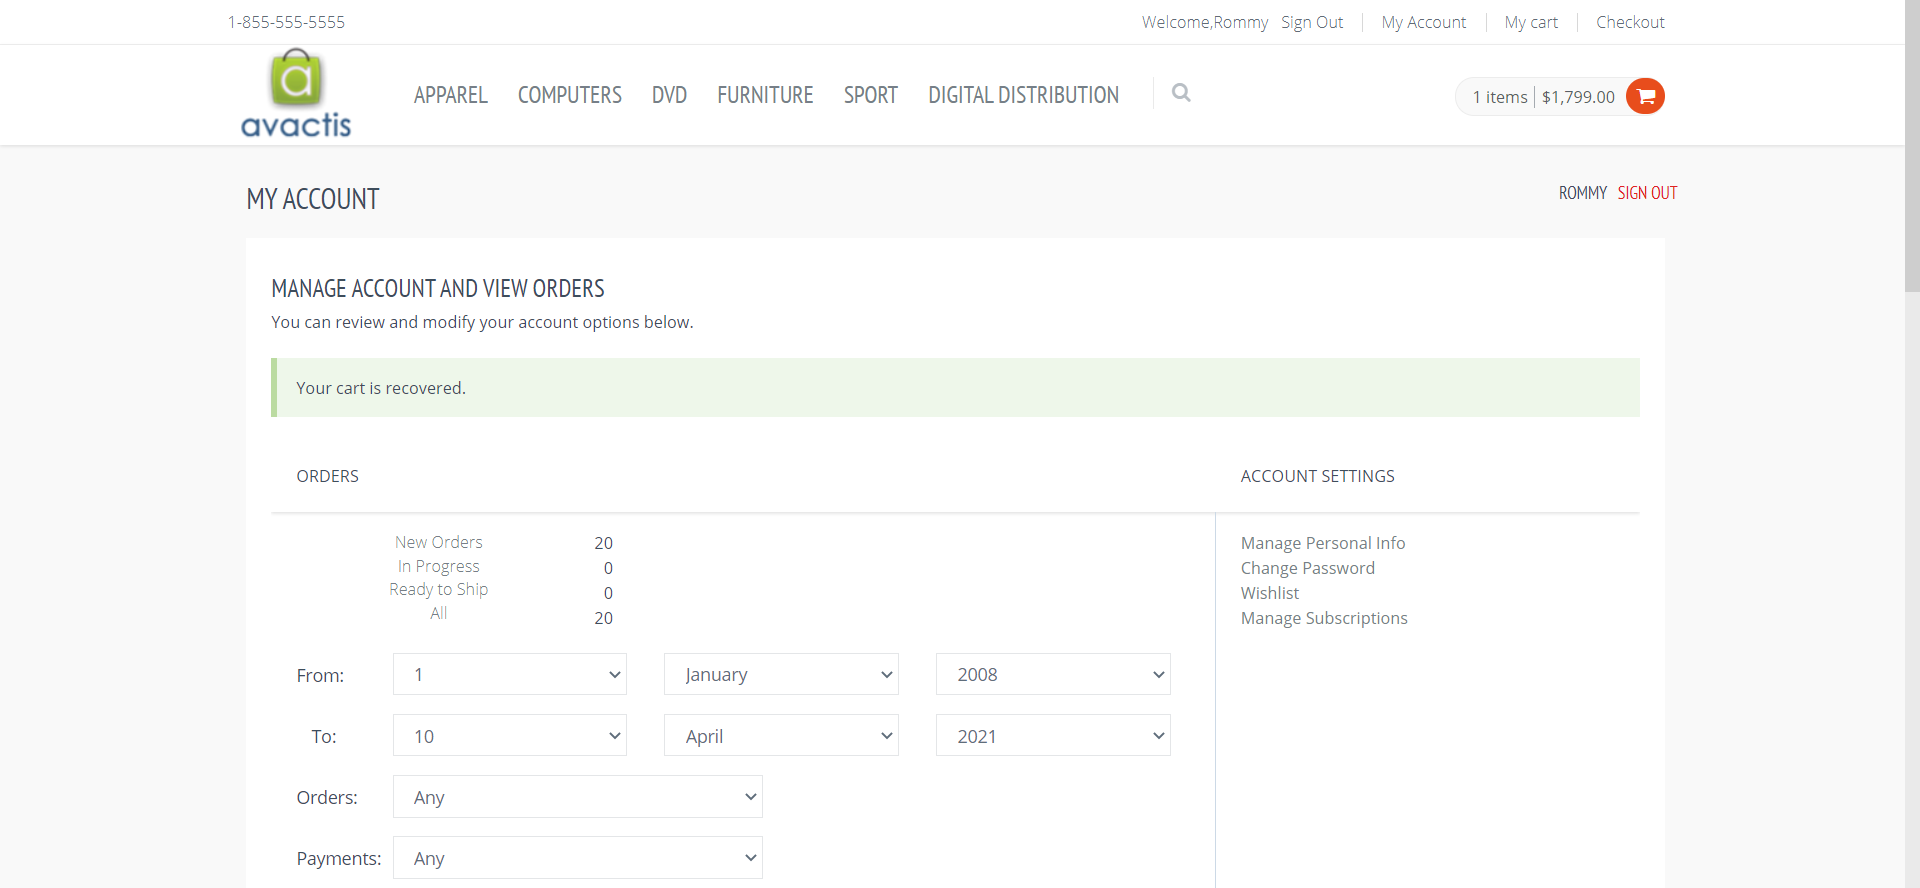 1-855-555-5555
Welcome,Rommy Sign Out My Account My cart Checkout
a
avactis
APPAREL COMPUTERS DVD FURNITURE SPORT DIGITAL DISTRIBUTION
1 items $1,799.00
MY ACCOUNT
ROMMY SIGN OUT
MANAGE ACCOUNT AND VIEW ORDERS
You can review and modify your account options below.
Your cart is recovered.
ORDERS
New Orders 20
In Progress 0
Ready to Ship 0
All 20
From: 1 January 2008
To: 10 April 2021
Orders: Any
Payments: Any
ACCOUNT SETTINGS
Manage Personal Info
Change Password
Wishlist
Manage Subscriptions